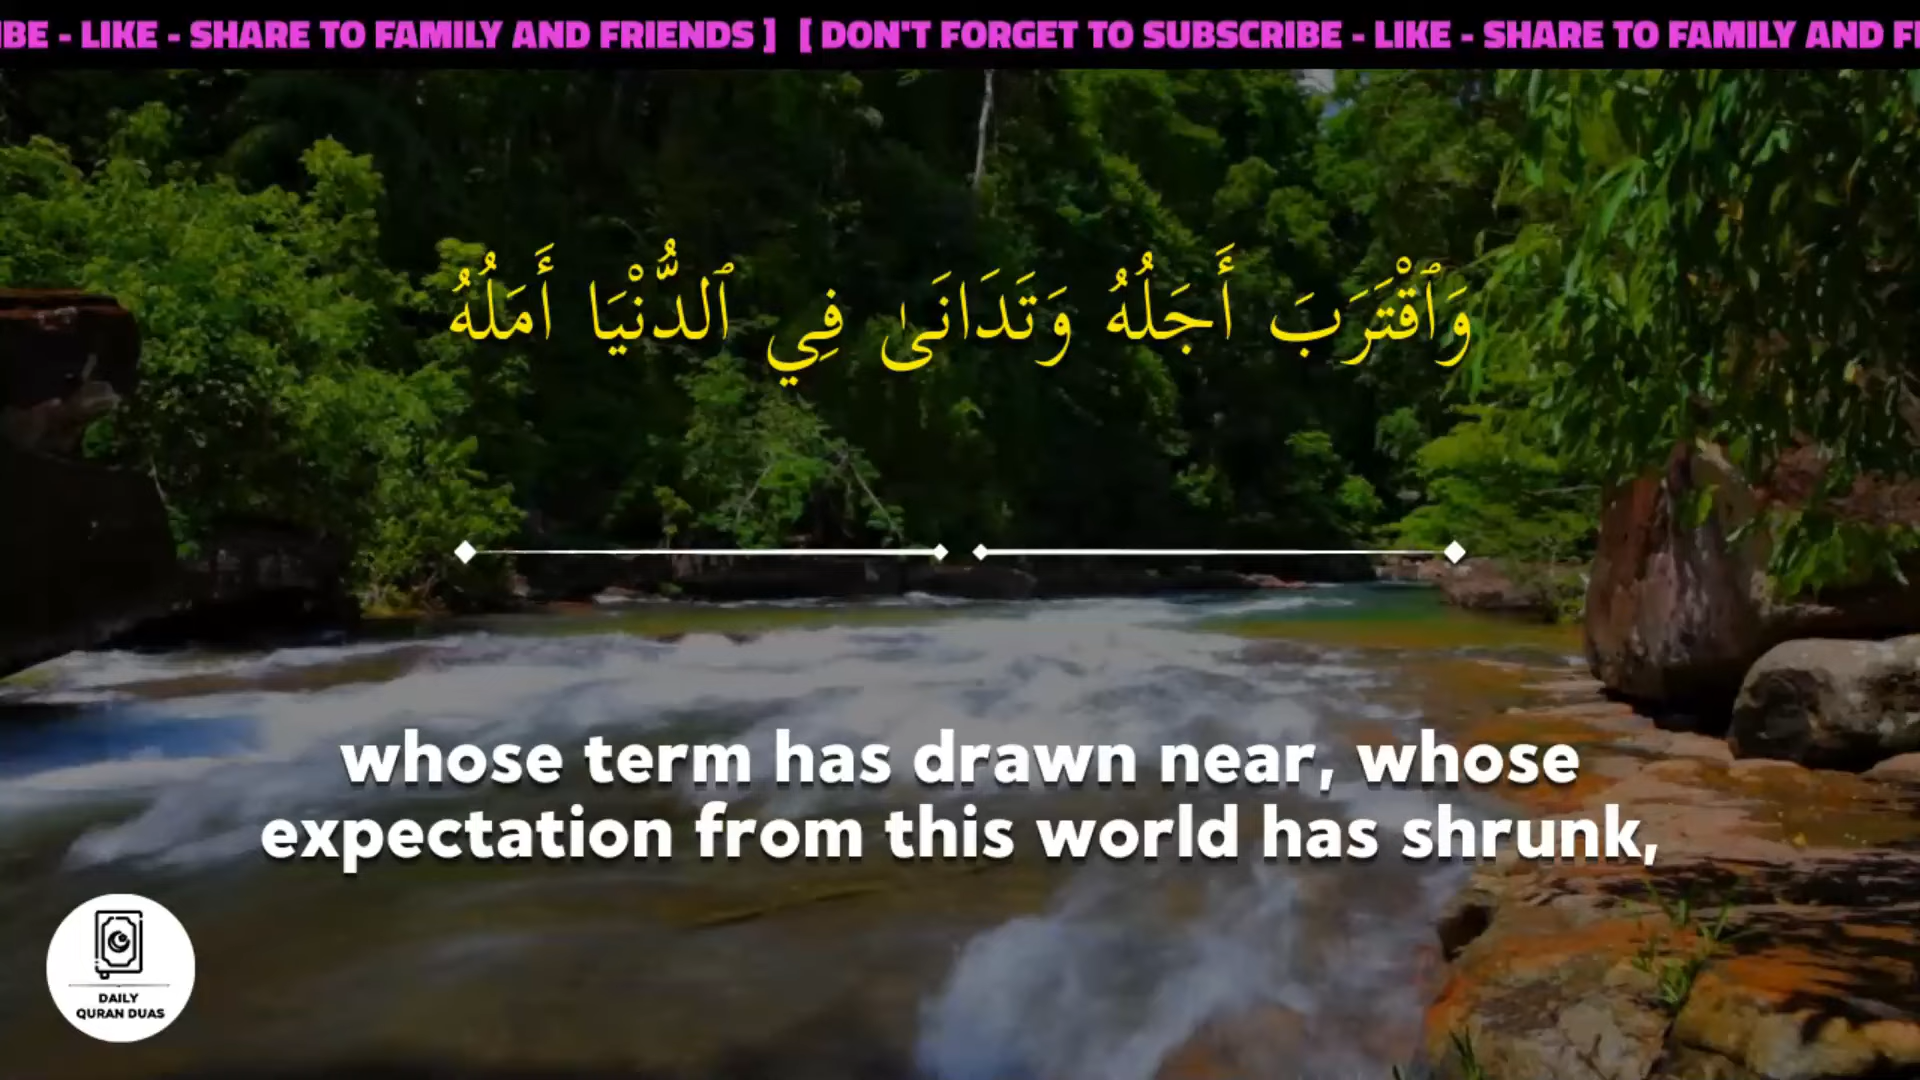 IBE - LIKE - SHARE TO FAMILY AND FRIENDS ] [ DON'T FORGET TO SUBSCRIBE - LIKE - SHARE TO FAMILY AND F
وَٱقْتَرَبَ أَجَلُهُ وَتَدَانَىٰ فِي ٱلدُّنْيَا أَمَلُهُ
whose term has drawn near, whose
expectation from this world has shrunk,
DAILY
QURAN DUAS